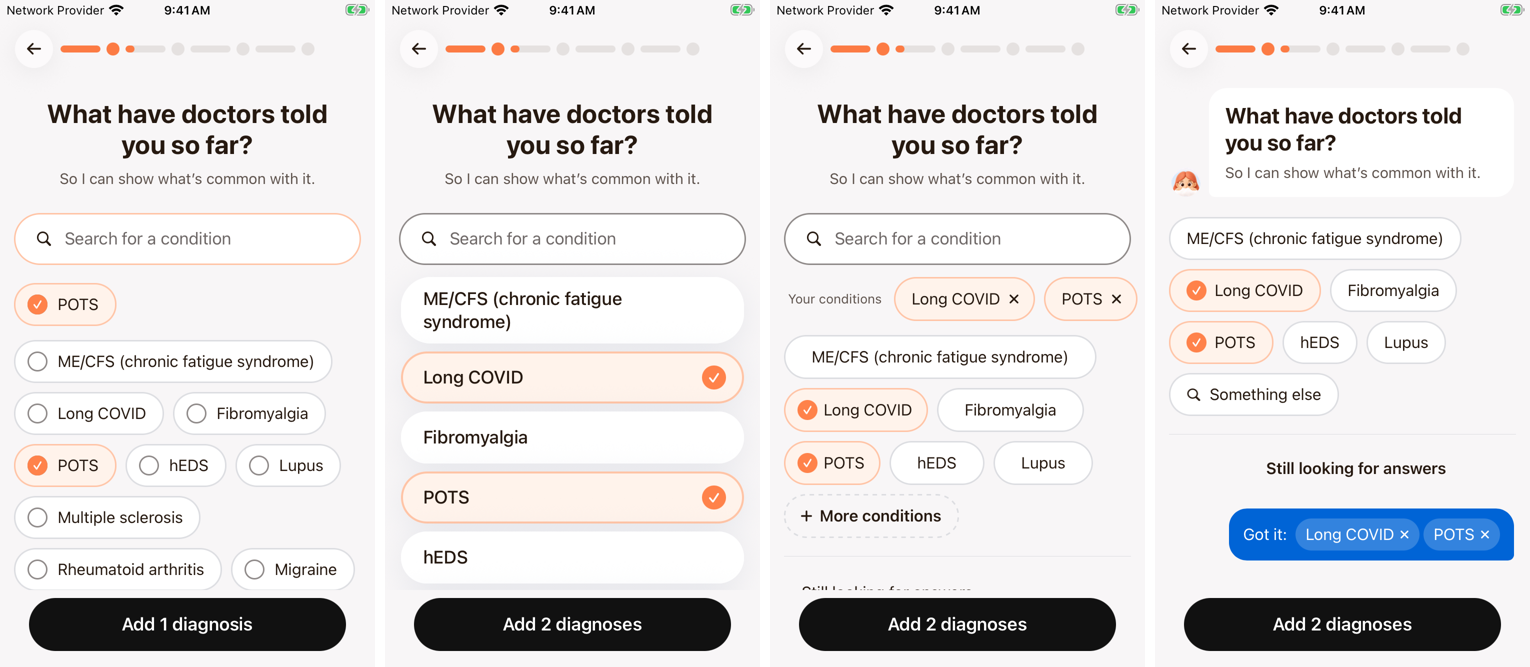 Network Provider 9:41 AM
What have doctors told
you so far?
So I can show what's common with it.
Search for a condition
POTS
ME/CFS (chronic fatigue syndrome)
Long COVID Fibromyalgia
POTS hEDS Lupus
Multiple sclerosis
Rheumatoid arthritis Migraine
Add 1 diagnosis
Network Provider 9:41 AM
What have doctors told
you so far?
So I can show what's common with it.
Search for a condition
ME/CFS (chronic fatigue
syndrome)
Long COVID
Fibromyalgia
POTS
hEDS
Add 2 diagnoses
Network Provider 9:41 AM
What have doctors told
you so far?
So I can show what's common with it.
Search for a condition
Your conditions Long COVID × POTS ×
ME/CFS (chronic fatigue syndrome)
Long COVID Fibromyalgia
POTS hEDS Lupus
+ More conditions
Still looking for answers
Add 2 diagnoses
Network Provider 9:41 AM
What have doctors told
you so far?
So I can show what's common with it.
ME/CFS (chronic fatigue syndrome)
Long COVID Fibromyalgia
POTS hEDS Lupus
Something else
Still looking for answers
Got it: Long COVID × POTS ×
Add 2 diagnoses